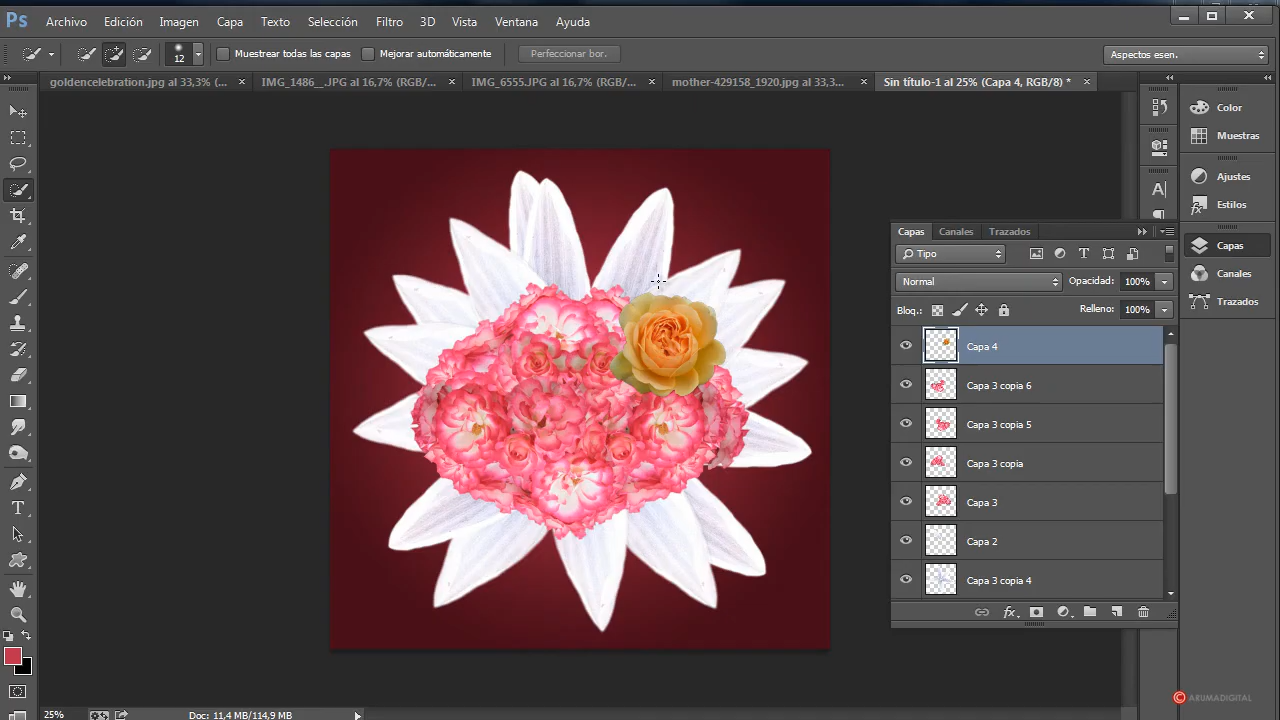 Ps Archivo Edición Imagen Capa Texto Selección Filtro 3D Vista Ventana Ayuda
12 Muestrear todas las capas Mejorar automáticamente Perfeccionar bor. Aspectos esen.
goldencelebration.jpg al 33,3% (... × IMG_1486__.JPG al 16,7% (RGB/... × IMG_6555.JPG al 16,7% (RGB/... × mother-429158_1920.jpg al 33,3... × Sin título-1 al 25% (Capa 4, RGB/8) * ×
Color
Muestras
Ajustes
Estilos
Capas
Canales
Trazados
Capas Canales Trazados
Tipo
Normal Opacidad: 100%
Bloq.: Relleno: 100%
Capa 4
Capa 3 copia 6
Capa 3 copia 5
Capa 3 copia
Capa 3
Capa 2
Capa 3 copia 4
fx
© ARUMADIGITAL
25% Doc: 11,4 MB/114,9 MB